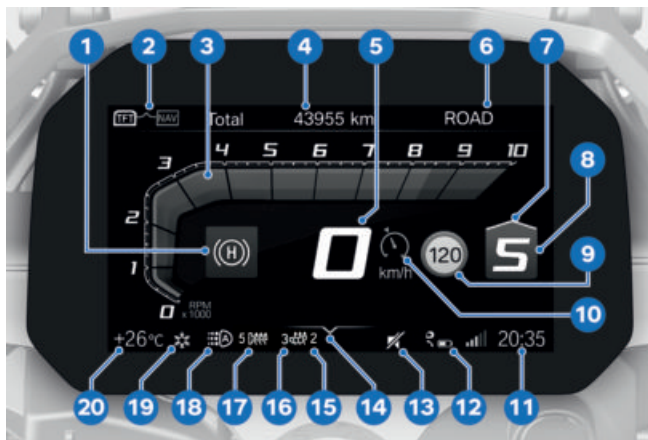 1 2 3 4 5 6 7
TFT NAV Total 43955 km ROAD
3 4 5 6 7 8 9 10
8
2
(H) 0 120 5
9
1 km/h
10
0 RPM x 1000
+26°C A 5 3 2 20:35
20 19 18 17 16 15 14 13 12 11